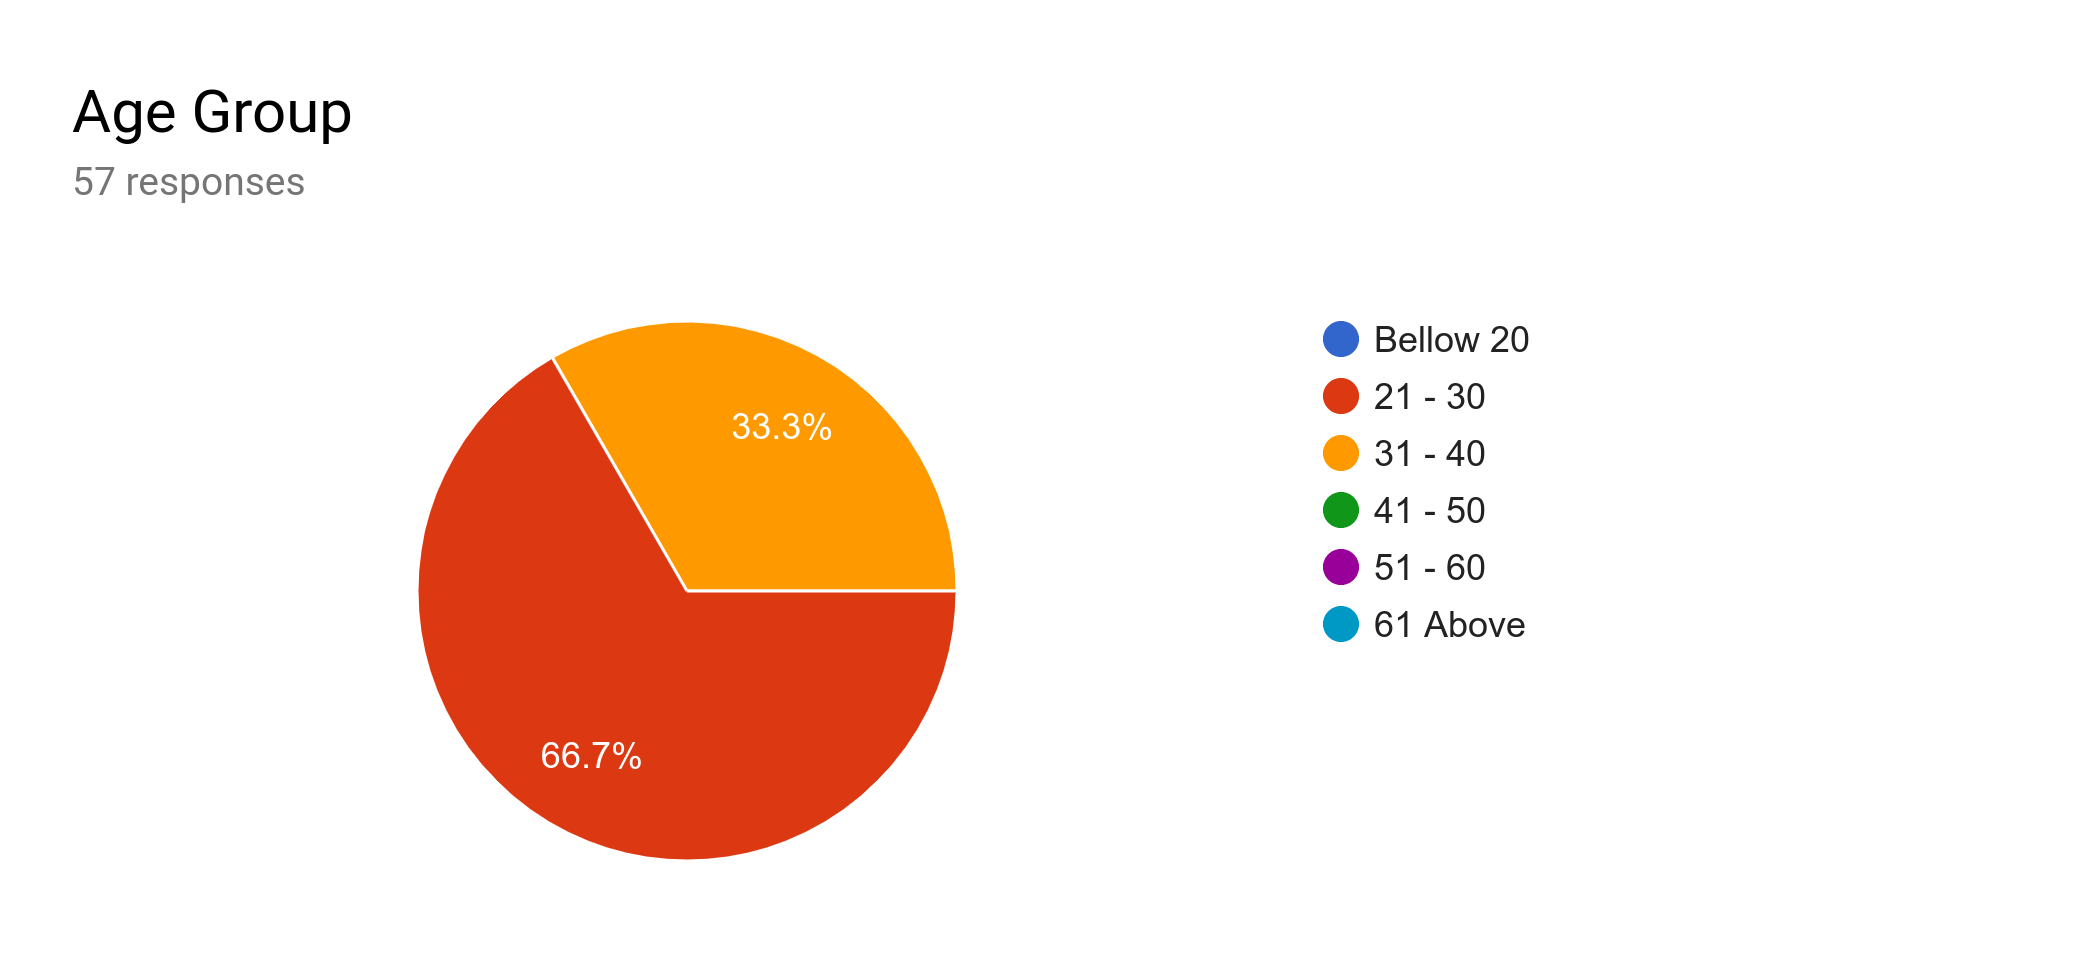 Age Group
57 responses
33.3%
66.7%
Bellow 20
21 - 30
31 - 40
41 - 50
51 - 60
61 Above